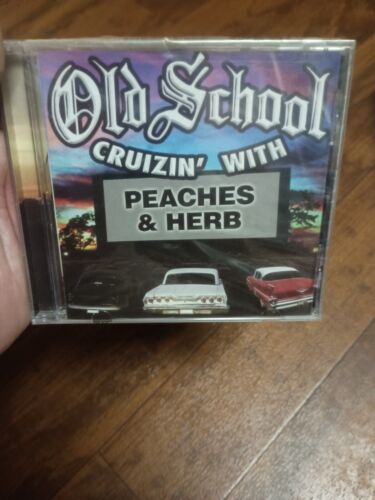 Old School
CRUIZIN' WITH
PEACHES
& HERB